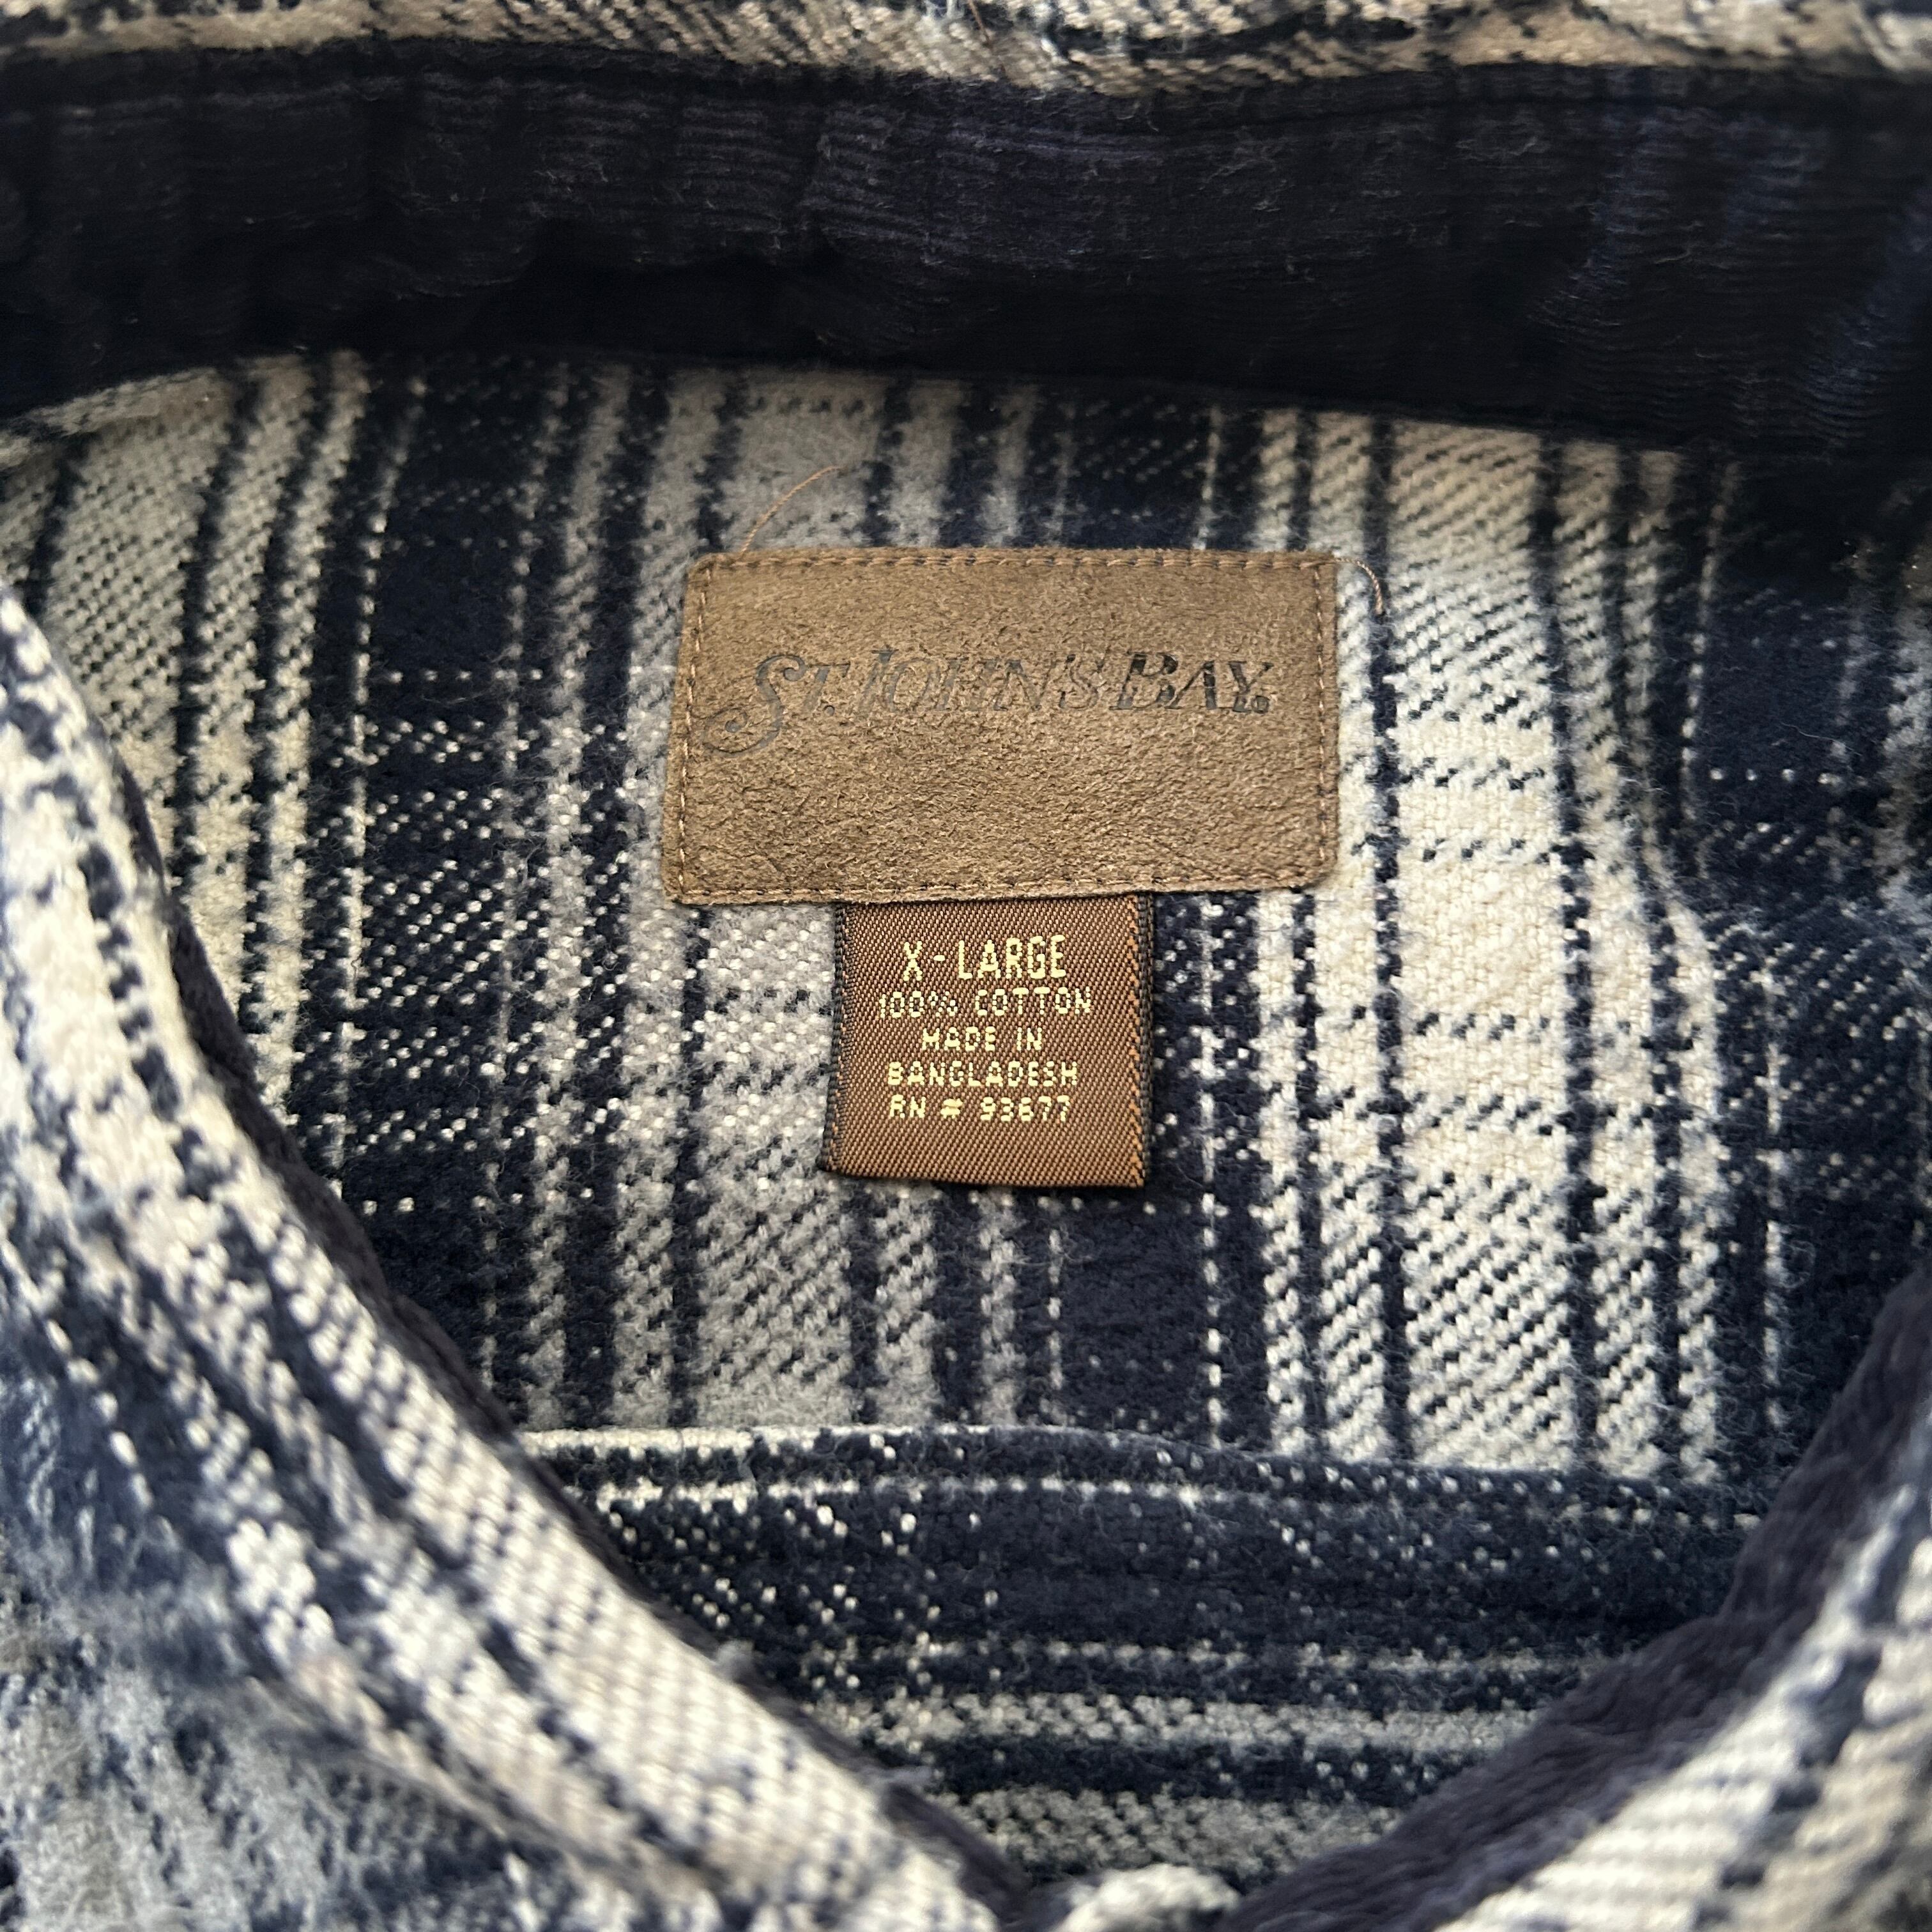 ST. JOHN'S BAY®
X-LARGE
100% COTTON
MADE IN
BANGLADESH
RN # 93677